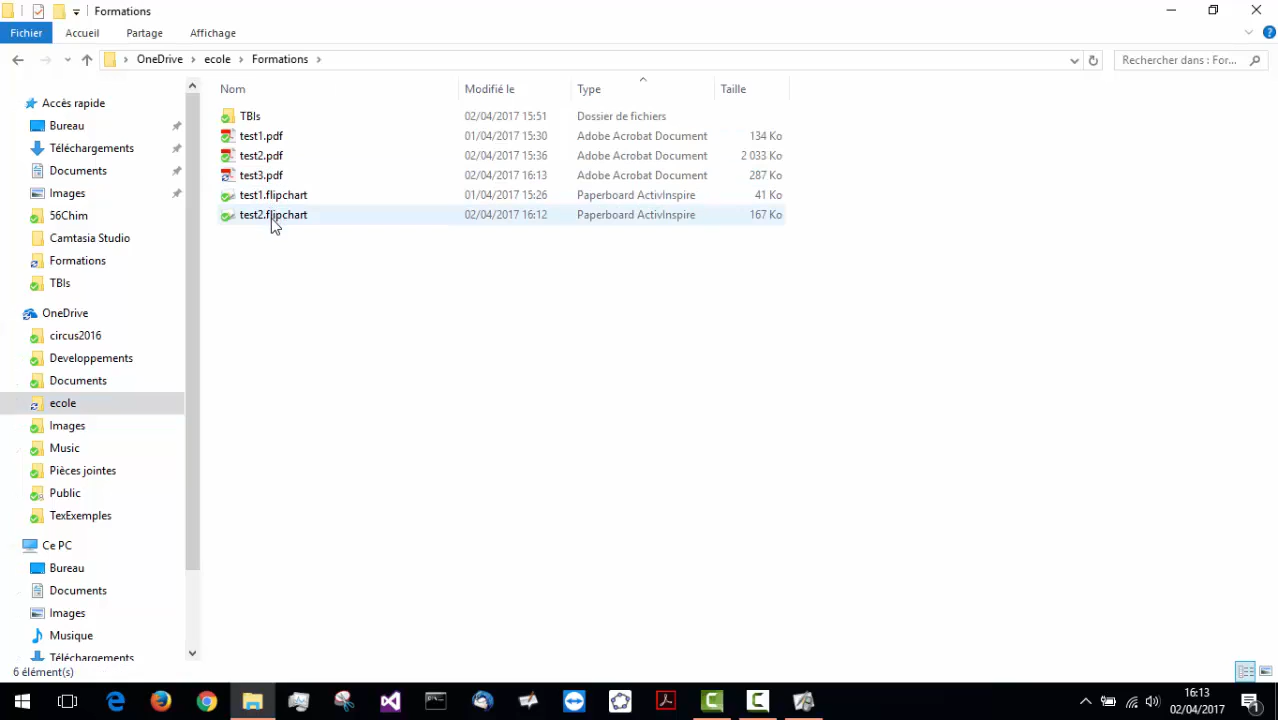 Formations
Fichier Accueil Partage Affichage
OneDrive ecole Formations Rechercher dans : For...
Nom Modifié le Type Taille
TBIs 02/04/2017 15:51 Dossier de fichiers
test1.pdf 01/04/2017 15:30 Adobe Acrobat Document 134 Ko
test2.pdf 02/04/2017 15:36 Adobe Acrobat Document 2 033 Ko
test3.pdf 02/04/2017 16:13 Adobe Acrobat Document 287 Ko
test1.flipchart 01/04/2017 15:26 Paperboard ActivInspire 41 Ko
test2.flipchart 02/04/2017 16:12 Paperboard ActivInspire 167 Ko
Accès rapide
Bureau
Téléchargements
Documents
Images
56Chim
Camtasia Studio
Formations
TBIs
OneDrive
circus2016
Developpements
Documents
ecole
Images
Music
Pièces jointes
Public
TexExemples
Ce PC
Bureau
Documents
Images
Musique
Téléchargements
6 élément(s)
16:13
02/04/2017
1